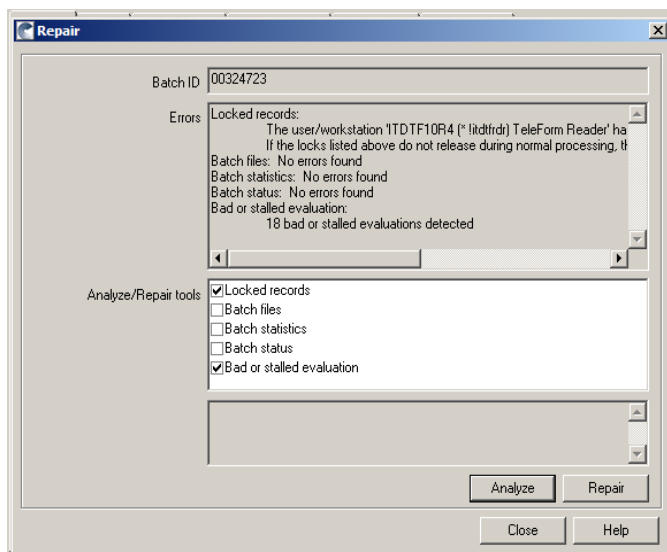 Repair
Batch ID 00324723
Errors Locked records:
The user/workstation 'ITDTF10R4 (* !itdtfrdr) TeleForm Reader' ha
If the locks listed above do not release during normal processing, th
Batch files: No errors found
Batch statistics: No errors found
Batch status: No errors found
Bad or stalled evaluation:
18 bad or stalled evaluations detected
Analyze/Repair tools Locked records
Batch files
Batch statistics
Batch status
Bad or stalled evaluation
Analyze Repair
Close Help